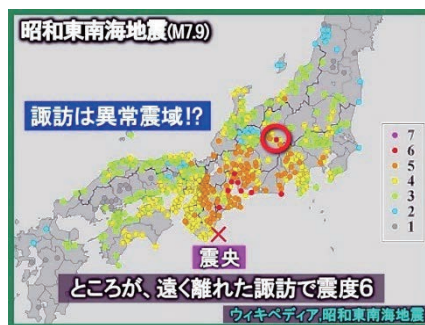 昭和東南海地震(M7.9)
諏訪は異常震域!?
7
6
5
4
3
2
1
震央
ところが、遠く離れた諏訪で震度6
ウィキペディア,昭和東南海地震